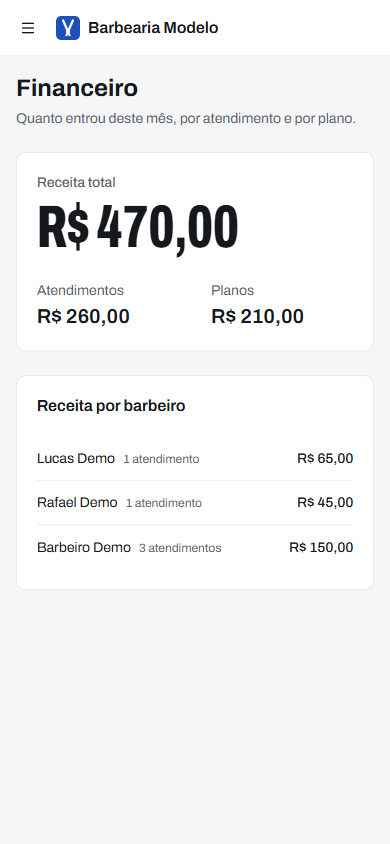 Barbearia Modelo
Financeiro
Quanto entrou deste mês, por atendimento e por plano.
Receita total
R$ 470,00
Atendimentos Planos
R$ 260,00 R$ 210,00
Receita por barbeiro
Lucas Demo 1 atendimento R$ 65,00
Rafael Demo 1 atendimento R$ 45,00
Barbeiro Demo 3 atendimentos R$ 150,00